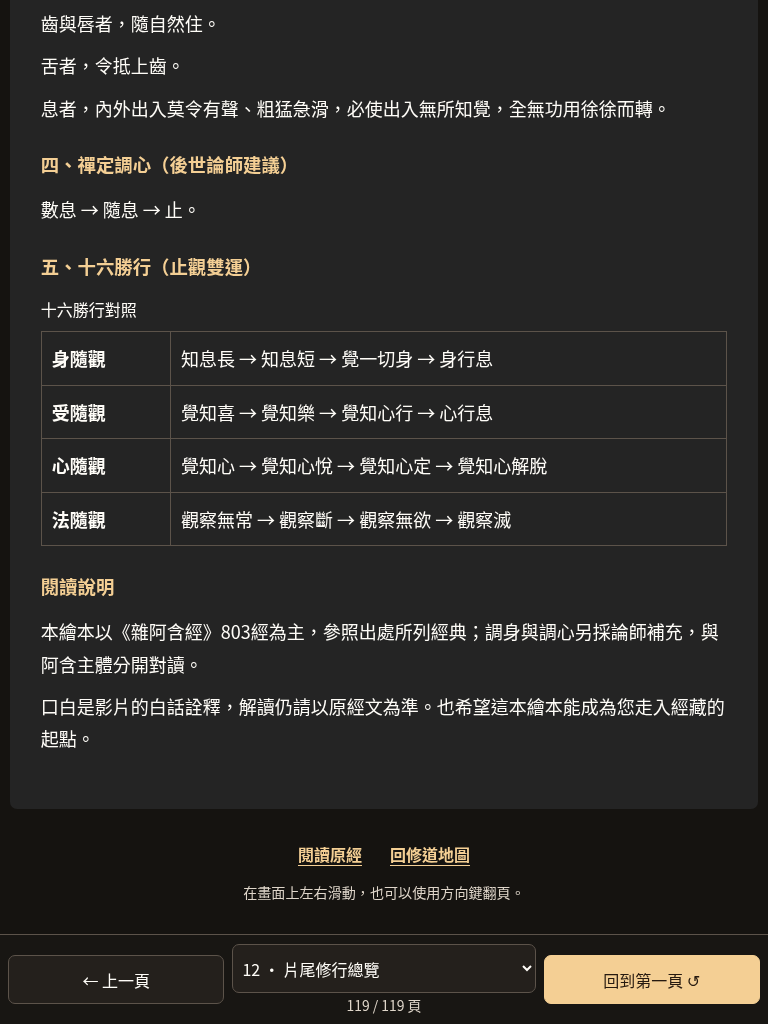 齒與唇者，隨自然住。
舌者，令抵上齒。
息者，內外出入莫令有聲、粗猛急滑，必使出入無所知覺，全無功用徐徐而轉。
四、禪定調心（後世論師建議）
數息 → 隨息 → 止。
五、十六勝行（止觀雙運）
十六勝行對照
身隨觀 知息長 → 知息短 → 覺一切身 → 身行息
受隨觀 覺知喜 → 覺知樂 → 覺知心行 → 心行息
心隨觀 覺知心 → 覺知心悅 → 覺知心定 → 覺知心解脫
法隨觀 觀察無常 → 觀察斷 → 觀察無欲 → 觀察滅
閱讀說明
本繪本以《雜阿含經》803經為主，參照出處所列經典；調身與調心另採論師補充，與
阿含主體分開對讀。
口白是影片的白話詮釋，解讀仍請以原經文為準。也希望這本繪本能成為您走入經藏的
起點。
閱讀原經 回修道地圖
在畫面上左右滑動，也可以使用方向鍵翻頁。
← 上一頁 12 · 片尾修行總覽 回到第一頁 ↺
119 / 119 頁